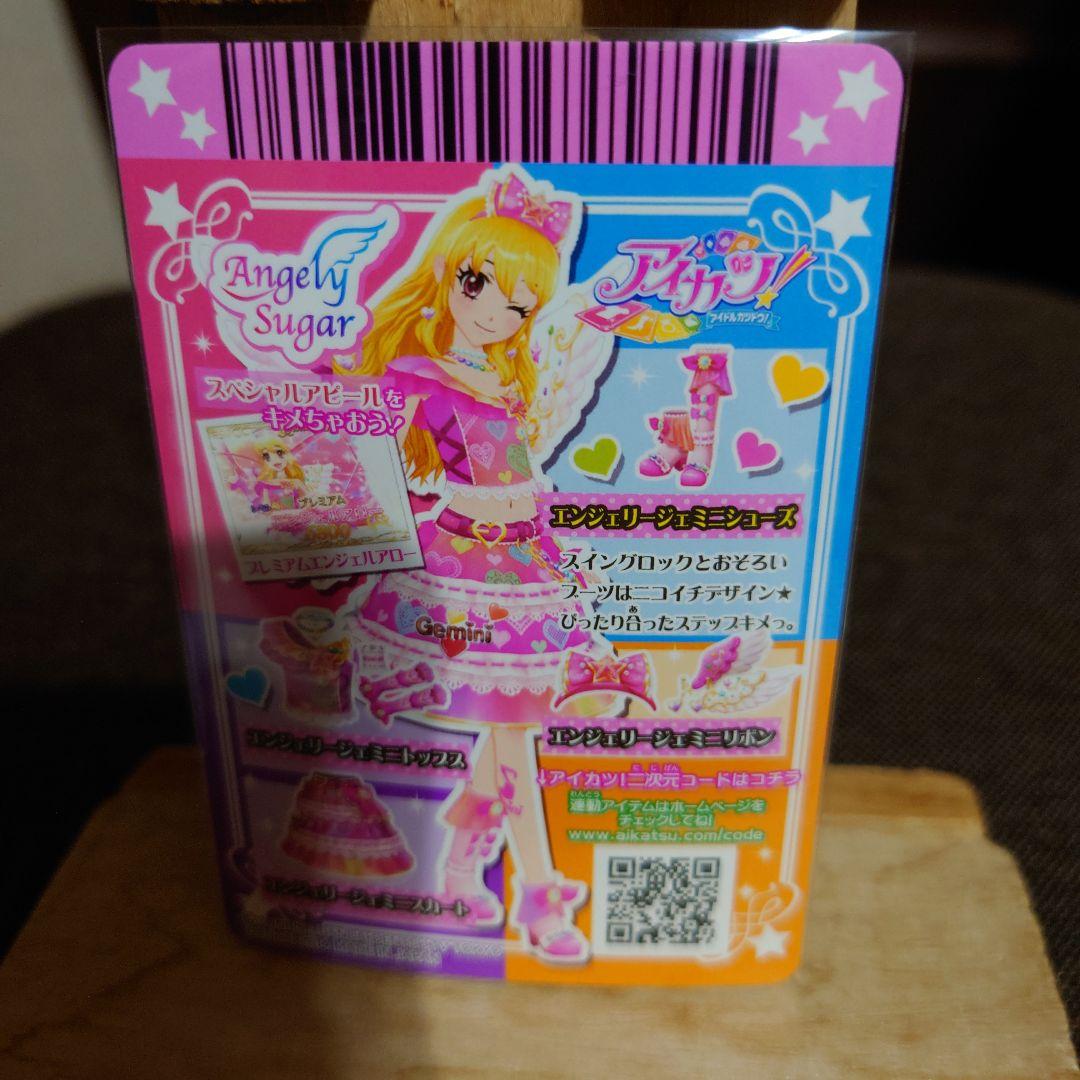 Angely
Sugar
アイカツ!
アイドルカツドウ!
スペシャルアピールを
キメちゃおう!
プレミアム
プレミアムエンジェルアロー
エンジェリージェミニシューズ
スイングロックとおそろい
ブーツはニコイチデザイン★
ぴったり合ったステップキメっ。
あ
Gemini
エンジェリージェミニトップス
エンジェリージェミニリボン
↓アイカツ!二次元コードはコチラ
にじげん
連動アイテムはホームページを
れんどう
チェックしてね!
www.aikatsu.com/code
エンジェリージェミニスカート